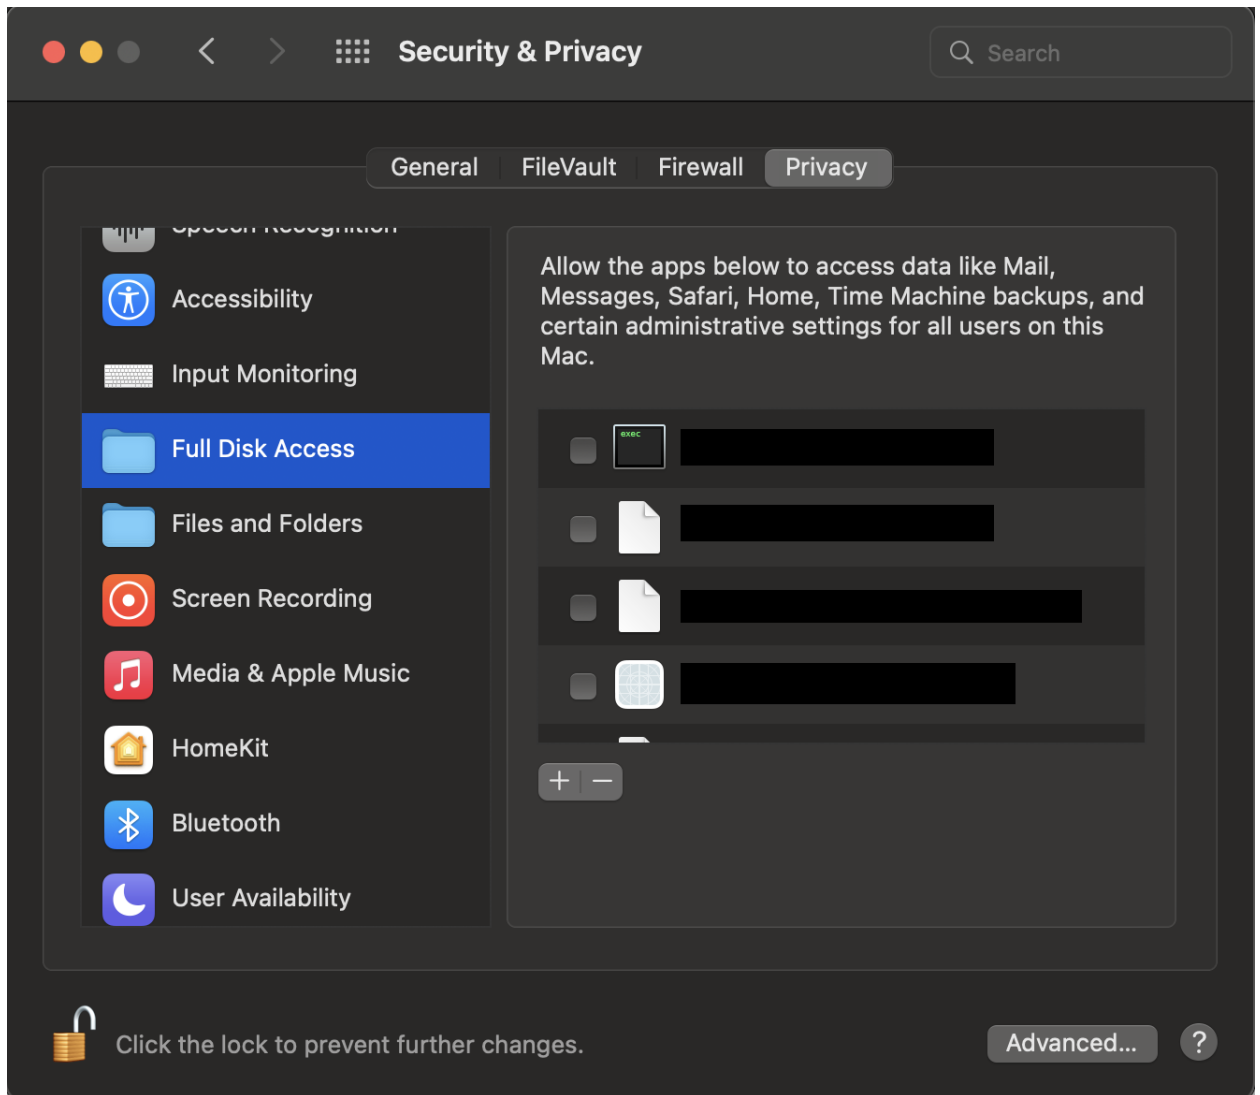 Security & Privacy
Search
General
FileVault
Firewall
Privacy
Speech Recognition
Accessibility
Input Monitoring
Full Disk Access
Files and Folders
Screen Recording
Media & Apple Music
HomeKit
Bluetooth
User Availability
Allow the apps below to access data like Mail,
Messages, Safari, Home, Time Machine backups, and
certain administrative settings for all users on this
Mac.
exec
Click the lock to prevent further changes.
Advanced...
?